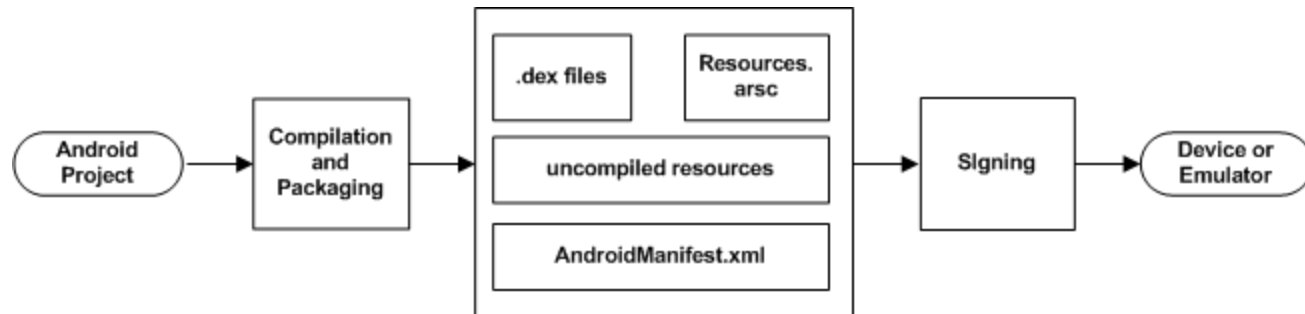 Android
Project
Compilation
and
Packaging
.dex files
Resources.
arsc
uncompiled resources
AndroidManifest.xml
SIgning
Device or
Emulator